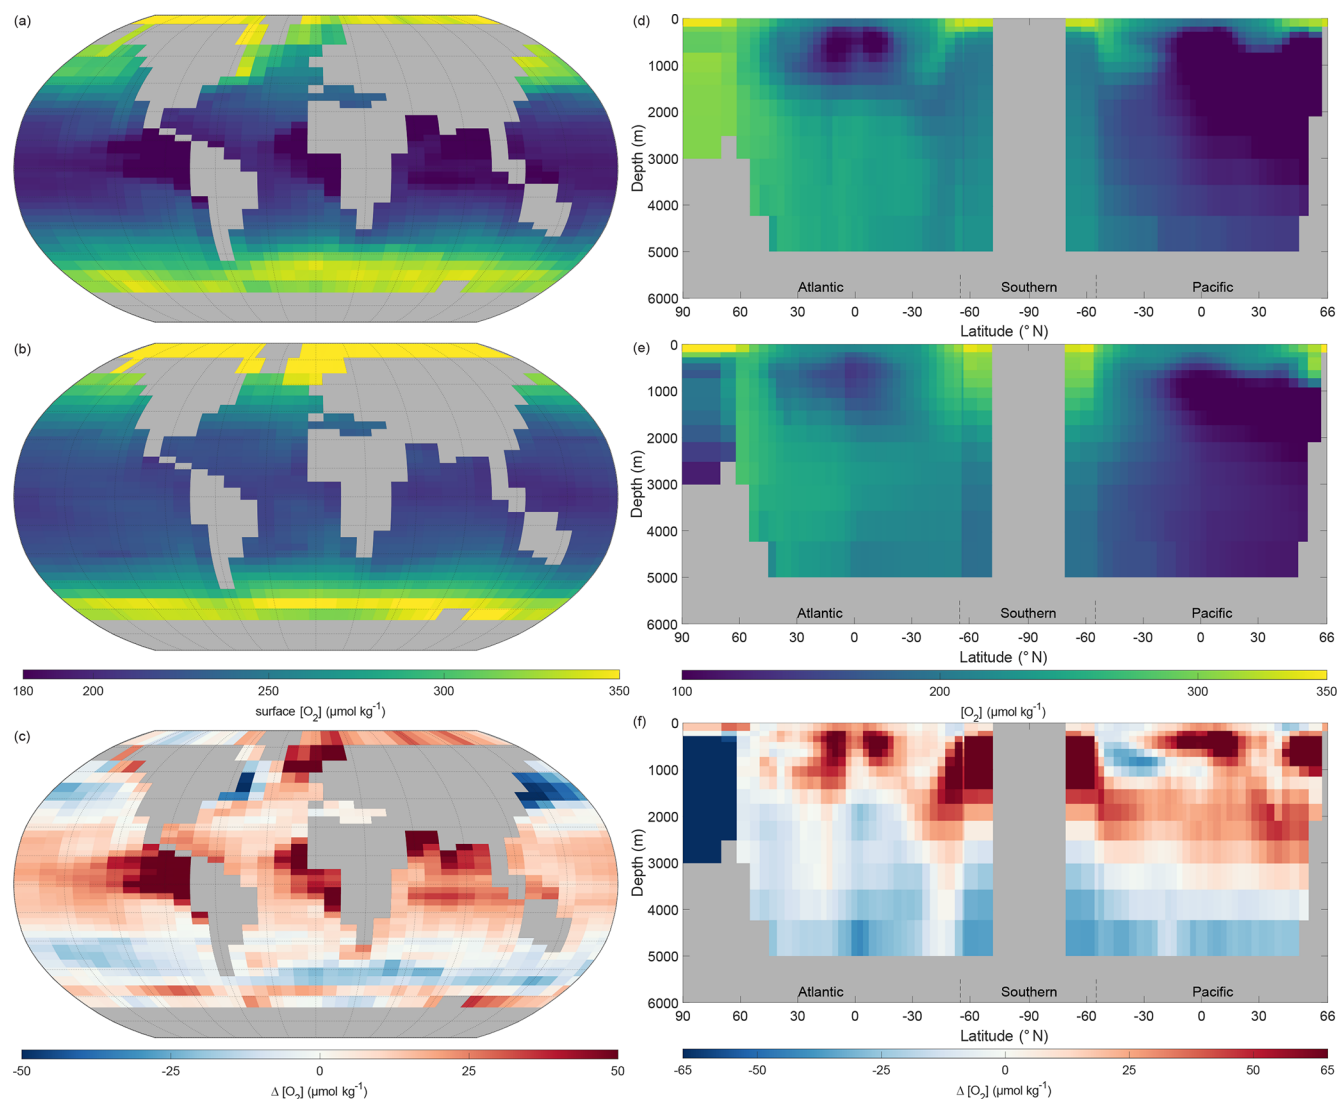 (a)
(b)
180 200 250 300 350
surface [O2] (µmol kg-1)
(c)
-50 -25 0 25 50
Δ [O2] (µmol kg-1)
(d)
0
1000
2000
3000
4000
5000
6000
Depth (m)
Atlantic Southern Pacific
90 60 30 0 -30 -60 -60 -30 0 30 66
Latitude (° N)
(e)
0
1000
2000
3000
4000
5000
6000
Depth (m)
Atlantic Southern Pacific
90 60 30 0 -30 -60 -60 -30 0 30 66
Latitude (° N)
100 200 300 350
[O2] (µmol kg-1)
(f)
0
1000
2000
3000
4000
5000
6000
Depth (m)
Atlantic Southern Pacific
90 60 30 0 -30 -60 -60 -30 0 30 66
Latitude (° N)
-65 -50 -25 0 25 50 65
Δ [O2] (µmol kg-1)